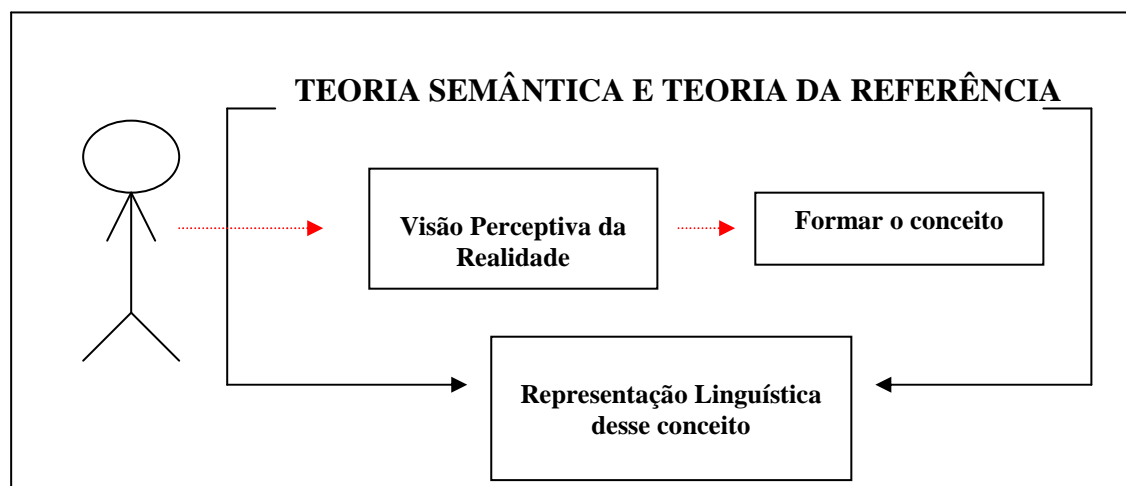 TEORIA SEMÂNTICA E TEORIA DA REFERÊNCIA
Visão Perceptiva da
Realidade
Formar o conceito
Representação Linguística
desse conceito